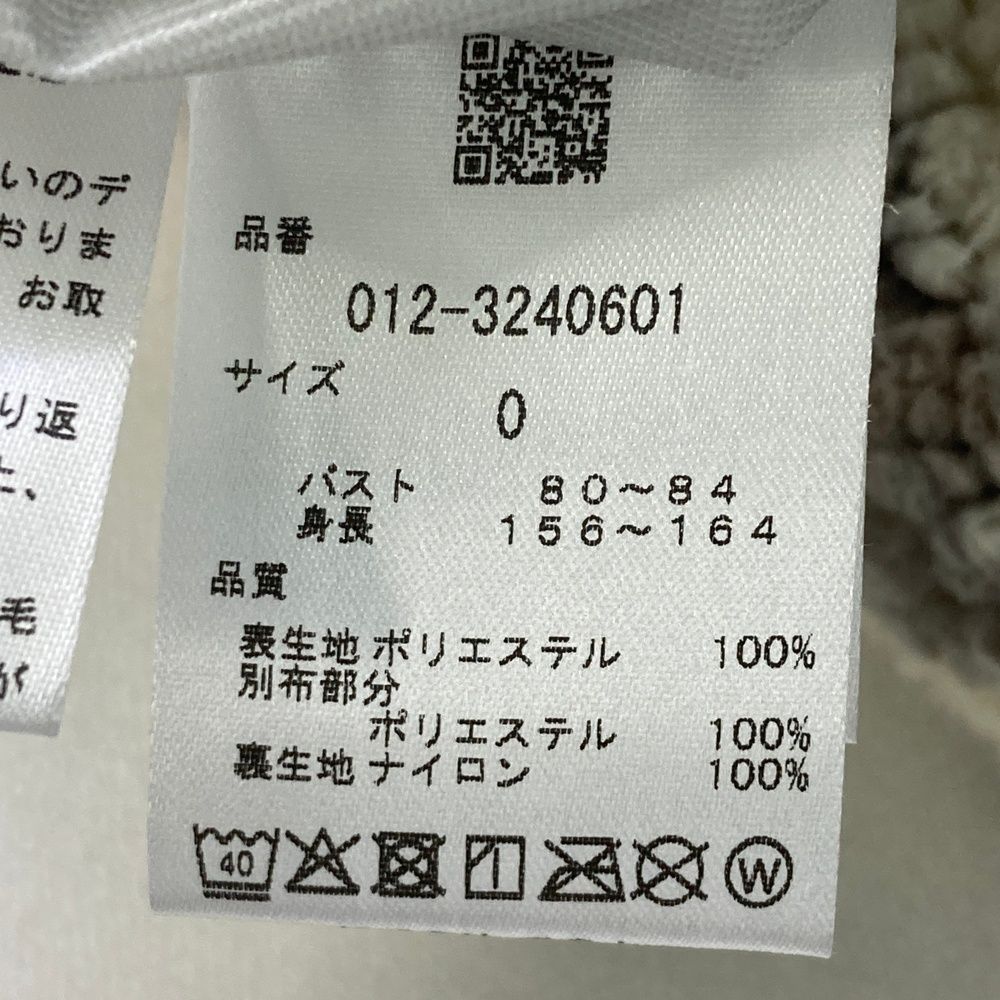 いのデ
おりま
お取
り返
た、
毛
が
品番
012-3240601
サイズ
0
バスト 80～84
身長 156～164
品質
表生地 ポリエステル 100%
別布部分
ポリエステル 100%
裏生地 ナイロン 100%
40
W